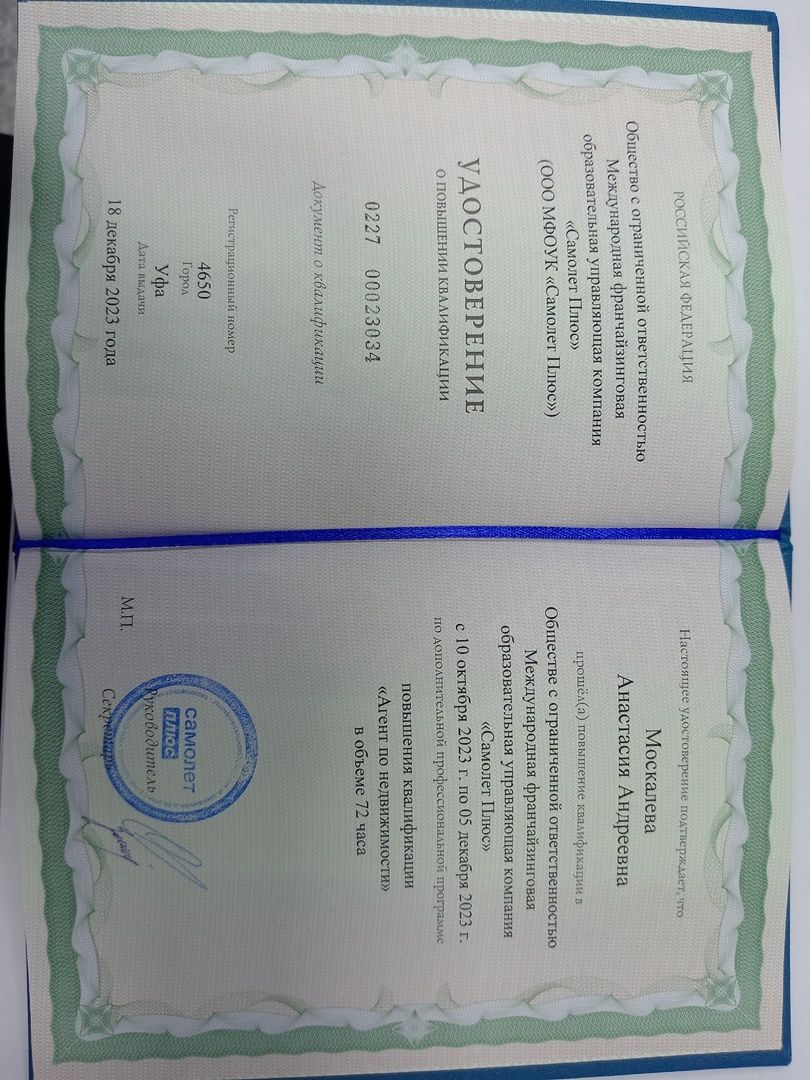 РОССИЙСКАЯ ФЕДЕРАЦИЯ
Общество с ограниченной ответственностью
Международная франчайзинговая
образовательная управляющая компания
«Самолет Плюс»
(ООО МФОУК «Самолет Плюс»)
УДОСТОВЕРЕНИЕ
О ПОВЫШЕНИИ КВАЛИФИКАЦИИ
0227 00023034
Документ о квалификации
Регистрационный номер
4650
Город
Уфа
Дата выдачи
18 декабря 2023 года
Настоящее удостоверение подтверждает, что
Москалева
Анастасия Андреевна
прошёл(а) повышение квалификации в
Обществе с ограниченной ответственностью
Международная франчайзинговая
образовательная управляющая компания
«Самолет Плюс»
с 10 октября 2023 г. по 05 декабря 2023 г.
по дополнительной профессиональной программе
повышения квалификации
«Агент по недвижимости»
в объеме 72 часа
самолет
плюс
Руководитель
Секретарь
М.П.